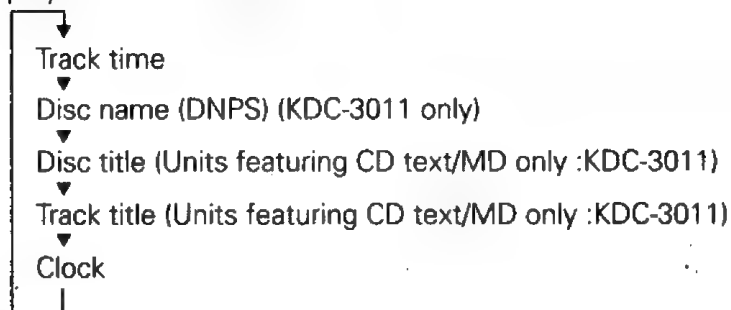 Track time
Disc name (DNPS) (KDC-3011 only)
Disc title (Units featuring CD text/MD only :KDC-3011)
Track title (Units featuring CD text/MD only :KDC-3011)
Clock